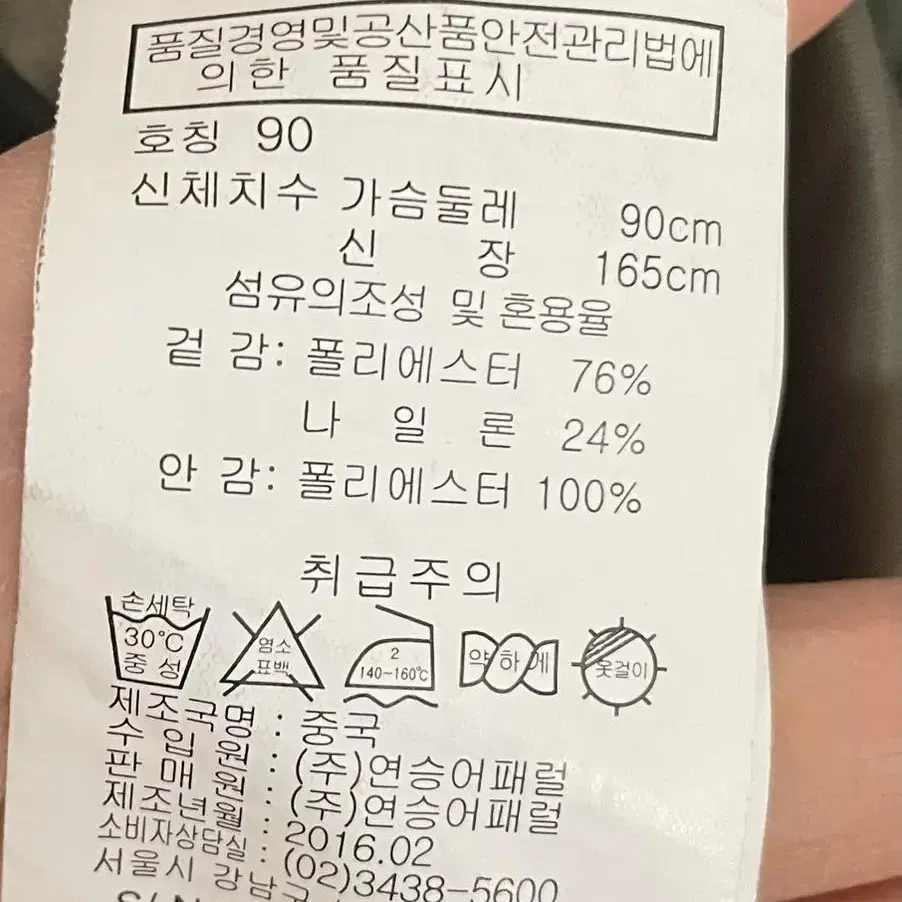 품질경영및공산품안전관리법에
의한 품질표시
호칭 90
신체치수 가슴둘레 90cm
신 장 165cm
섬유의조성 및 혼용율
겉 감: 폴리에스터 76%
나 일 론 24%
안 감: 폴리에스터 100%
취급주의
손세탁
30℃
중성
염소
표백
2
140~160℃
약하게
옷걸이
제조국명 : 중국
수 입 원 : (주)연승어패럴
판 매 원 : (주)연승어패럴
제조년월 : 2016.02
소비자상담실 : (02)3438-5600
서울시 강남구